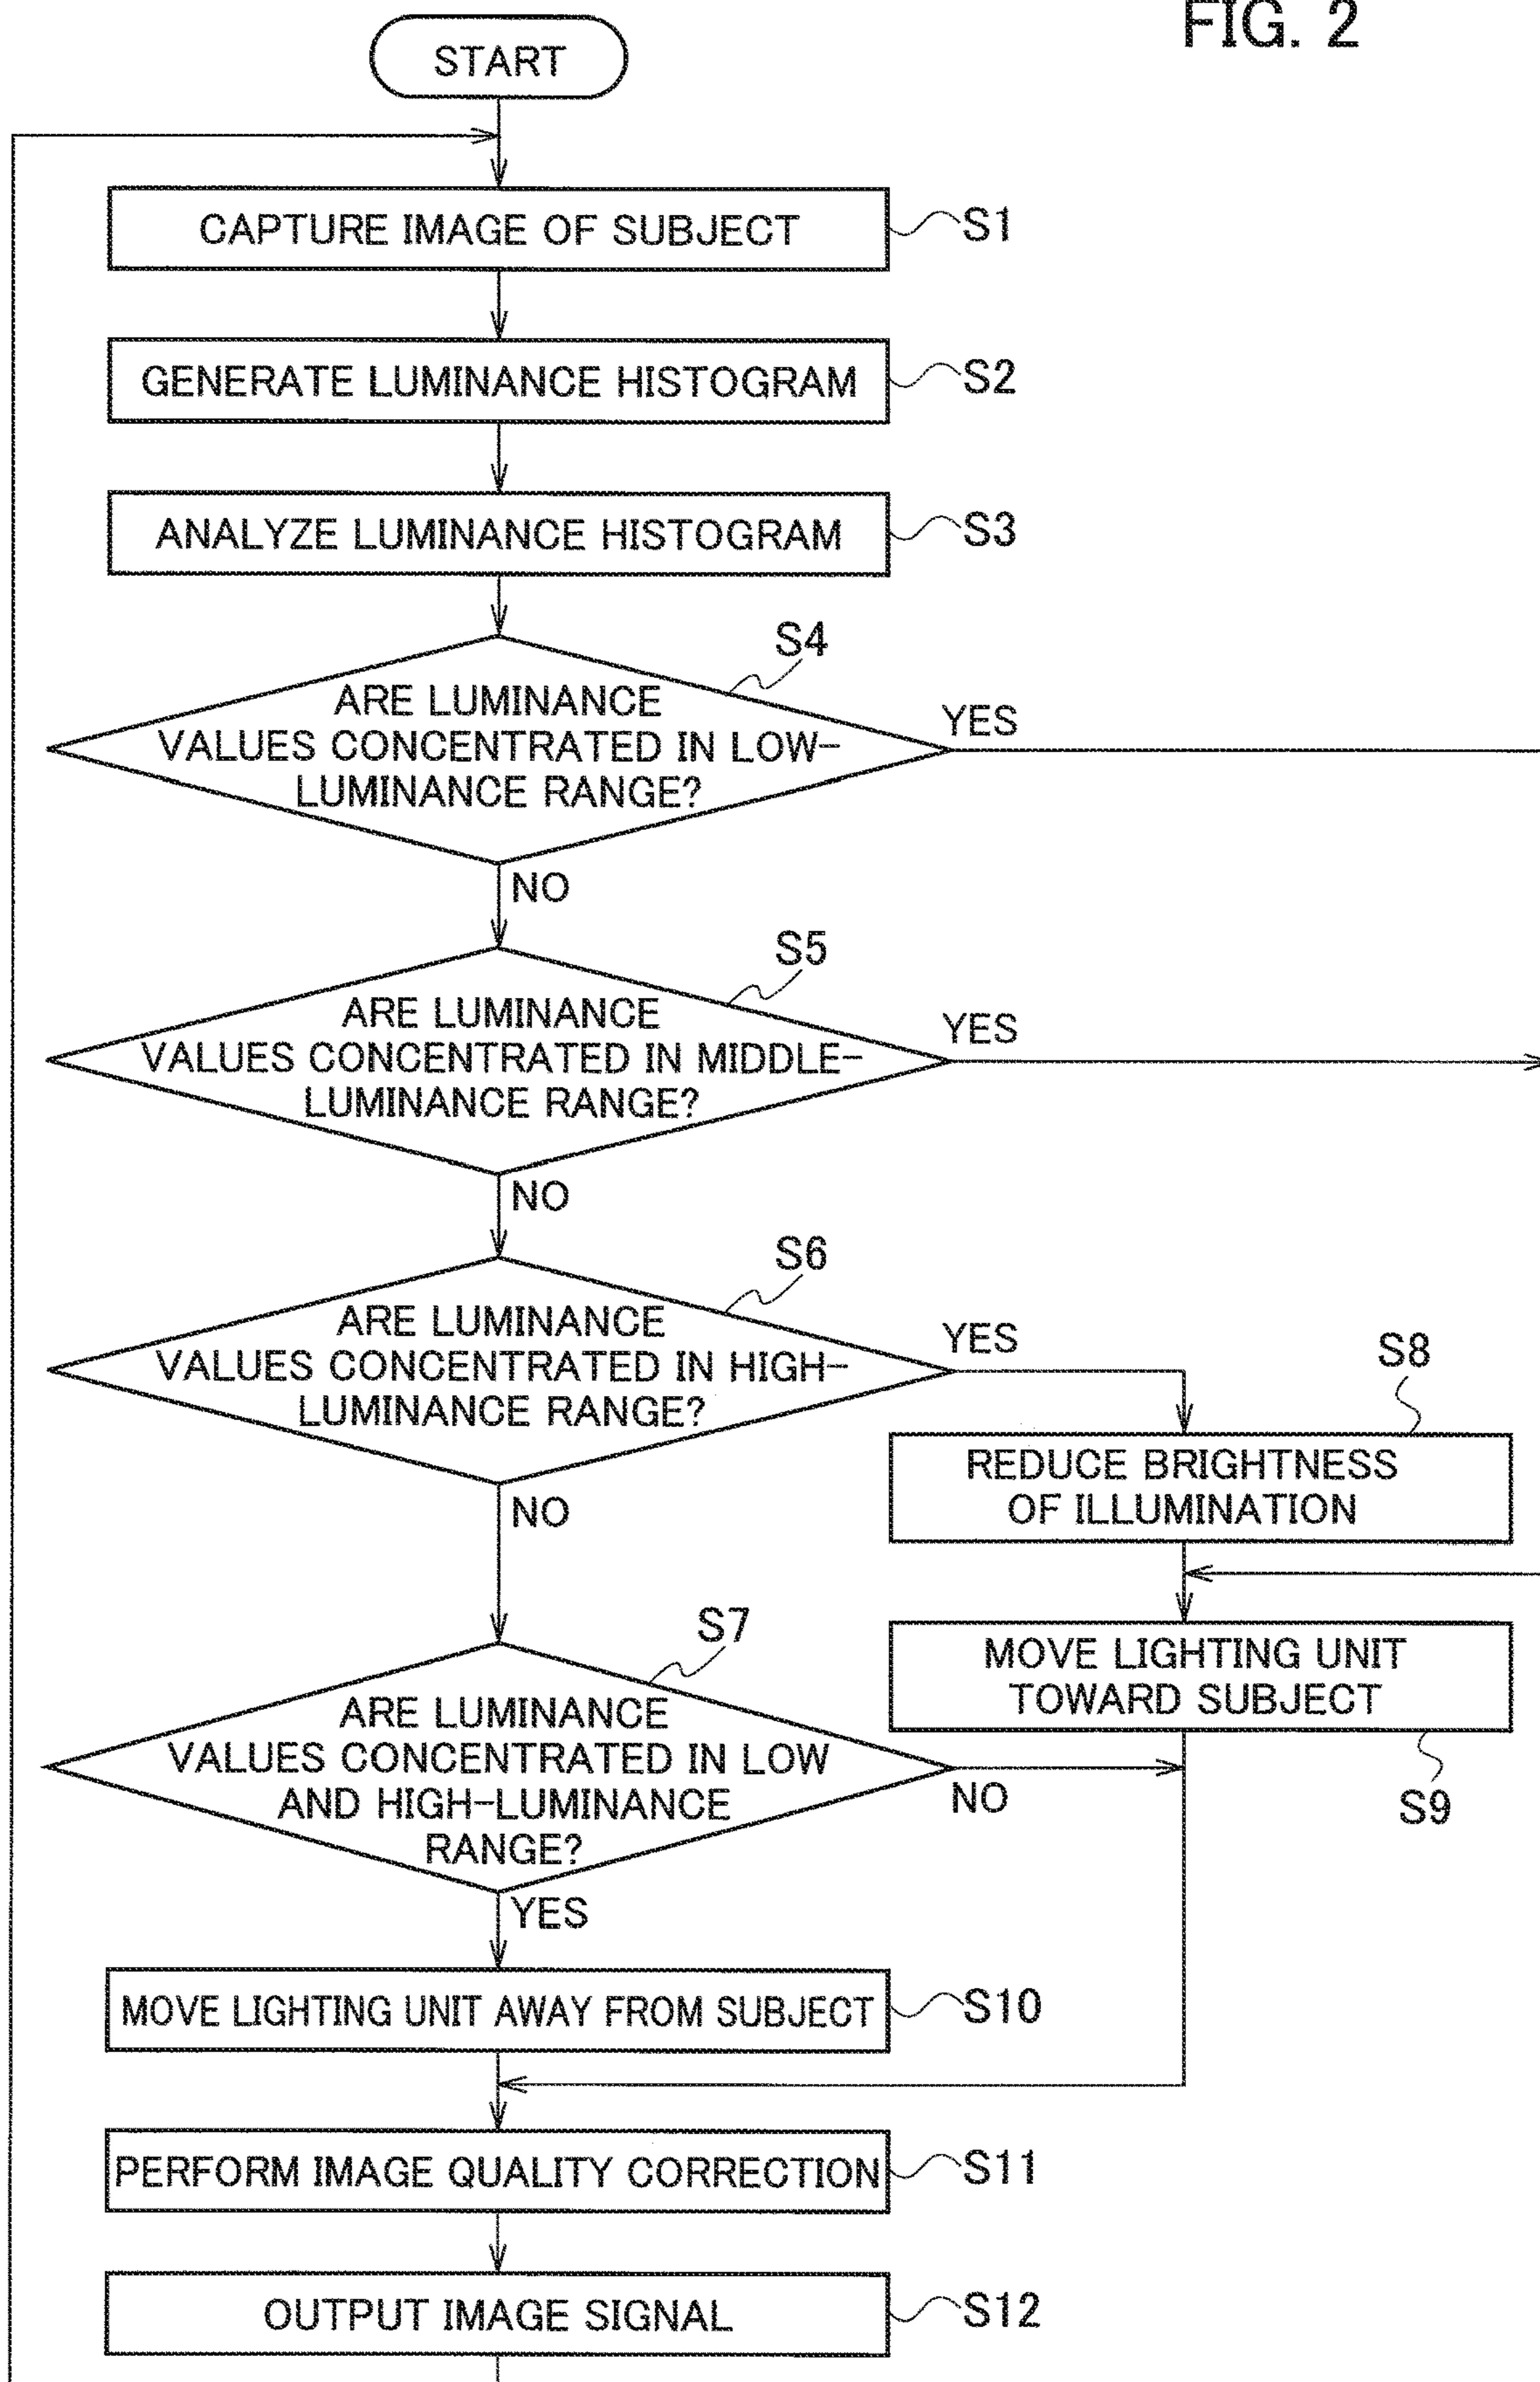 FIG. 2
START
CAPTURE IMAGE OF SUBJECT
S1
GENERATE LUMINANCE HISTOGRAM
S2
ANALYZE LUMINANCE HISTOGRAM
S3
S4
ARE LUMINANCE
VALUES CONCENTRATED IN LOW-
LUMINANCE RANGE?
YES
NO
S5
ARE LUMINANCE
VALUES CONCENTRATED IN MIDDLE-
LUMINANCE RANGE?
YES
NO
S6
ARE LUMINANCE
VALUES CONCENTRATED IN HIGH-
LUMINANCE RANGE?
YES
NO
S8
REDUCE BRIGHTNESS
OF ILLUMINATION
MOVE LIGHTING UNIT
TOWARD SUBJECT
S9
S7
ARE LUMINANCE
VALUES CONCENTRATED IN LOW
AND HIGH-LUMINANCE
RANGE?
NO
YES
MOVE LIGHTING UNIT AWAY FROM SUBJECT
S10
PERFORM IMAGE QUALITY CORRECTION
S11
OUTPUT IMAGE SIGNAL
S12